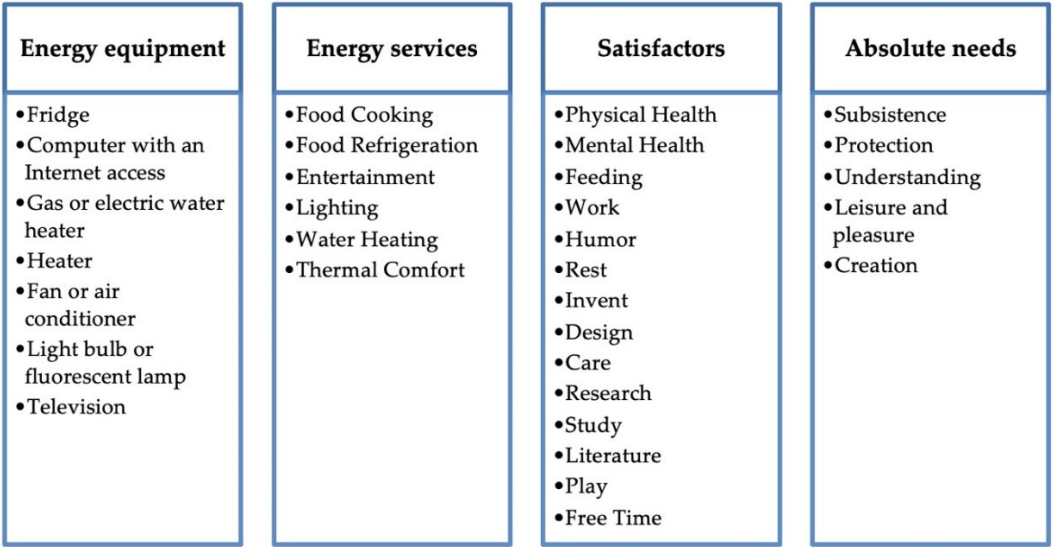 Energy equipment
•Fridge
•Computer with an
Internet access
•Gas or electric water
heater
•Heater
•Fan or air
conditioner
•Light bulb or
fluorescent lamp
•Television
Energy services
•Food Cooking
•Food Refrigeration
•Entertainment
•Lighting
•Water Heating
•Thermal Comfort
Satisfactors
•Physical Health
•Mental Health
•Feeding
•Work
•Humor
•Rest
•Invent
•Design
•Care
•Research
•Study
•Literature
•Play
•Free Time
Absolute needs
•Subsistence
•Protection
•Understanding
•Leisure and
pleasure
•Creation